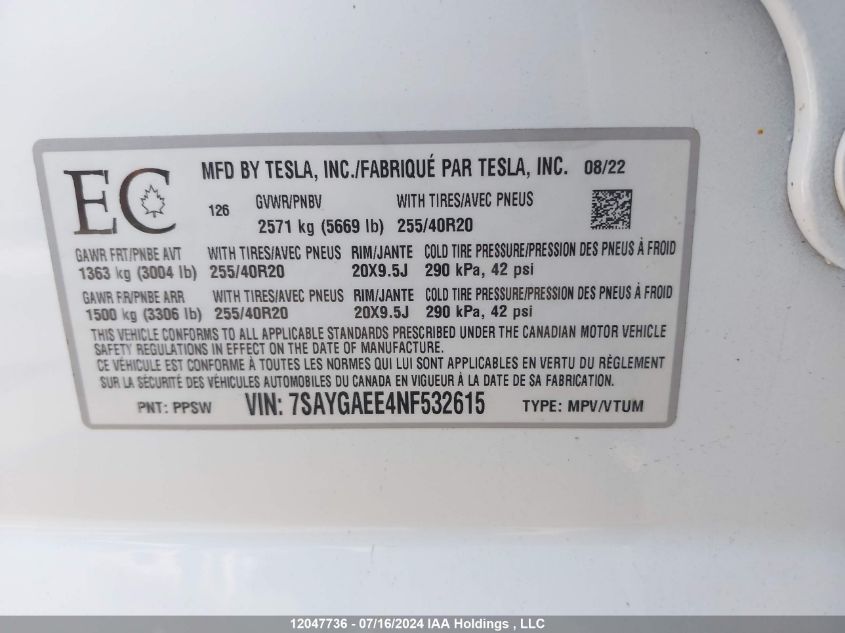 EC
MFD BY TESLA, INC./FABRIQUÉ PAR TESLA, INC. 08/22
126 GVWR/PNBV WITH TIRES/AVEC PNEUS
2571 kg (5669 lb) 255/40R20
GAWR FRT/PNBE AVT WITH TIRES/AVEC PNEUS RIM/JANTE COLD TIRE PRESSURE/PRESSION DES PNEUS À FROID
1363 kg (3004 lb) 255/40R20 20X9.5J 290 kPa, 42 psi
GAWR RR/PNBE ARR WITH TIRES/AVEC PNEUS RIM/JANTE COLD TIRE PRESSURE/PRESSION DES PNEUS À FROID
1500 kg (3306 lb) 255/40R20 20X9.5J 290 kPa, 42 psi
THIS VEHICLE CONFORMS TO ALL APPLICABLE STANDARDS PRESCRIBED UNDER THE CANADIAN MOTOR VEHICLE
SAFETY REGULATIONS IN EFFECT ON THE DATE OF MANUFACTURE.
CE VÉHICULE EST CONFORME À TOUTES LES NORMES QUI LUI SONT APPLICABLES EN VERTU DU RÈGLEMENT
SUR LA SÉCURITÉ DES VÉHICULES AUTOMOBILES DU CANADA EN VIGUEUR À LA DATE DE SA FABRICATION.
PNT: PPSW VIN: 7SAYGAEE4NF532615 TYPE: MPV/VTUM
12047736 - 07/16/2024 IAA Holdings , LLC